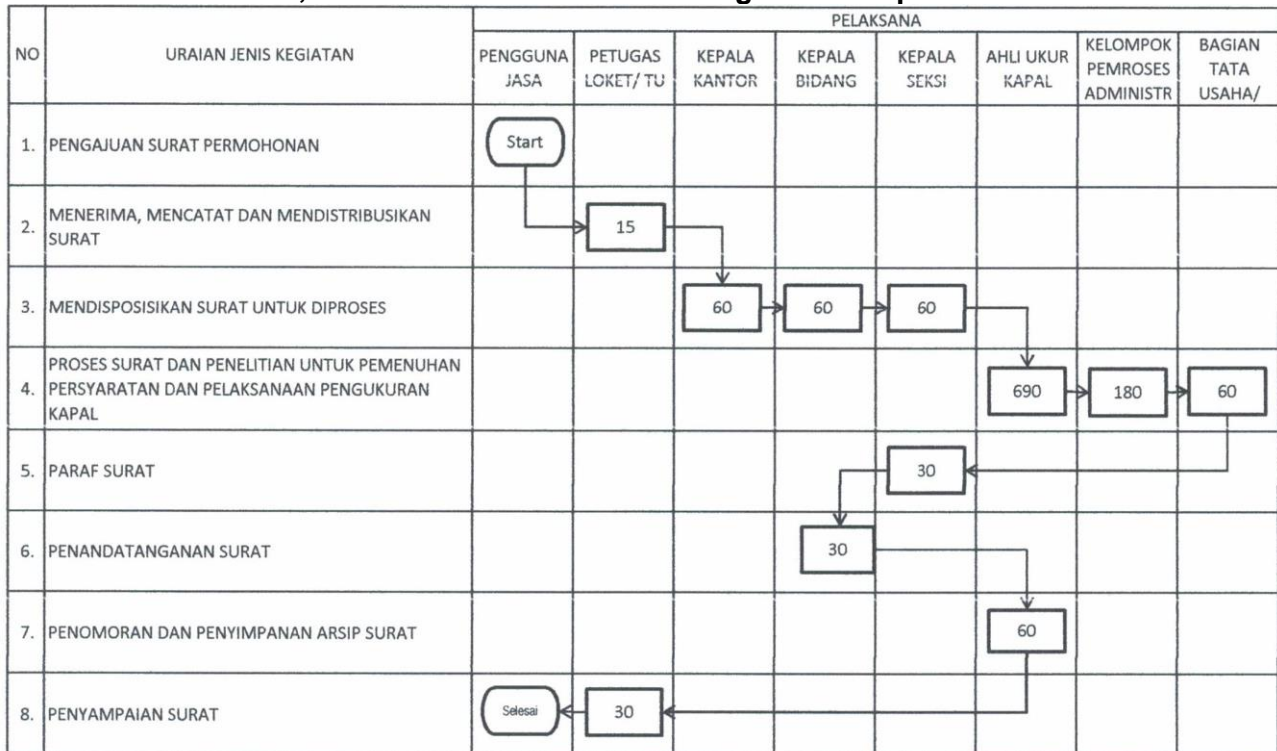 PELAKSANA
NO
URAIAN JENIS KEGIATAN
PENGGUNA
JASA
PETUGAS
LOKET/ TU
KEPALA
KANTOR
KEPALA
BIDANG
KEPALA
SEKSI
AHLI UKUR
KAPAL
KELOMPOK
PEMROSES
ADMINISTR
BAGIAN
TATA
USAHA/
1. PENGAJUAN SURAT PERMOHONAN
Start
2. MENERIMA, MENCATAT DAN MENDISTRIBUSIKAN
SURAT
15
3. MENDISPOSISIKAN SURAT UNTUK DIPROSES
60 60 60
4. PROSES SURAT DAN PENELITIAN UNTUK PEMENUHAN
PERSYARATAN DAN PELAKSANAAN PENGUKURAN
KAPAL
690 180 60
5. PARAF SURAT
30
6. PENANDATANGANAN SURAT
30
7. PENOMORAN DAN PENYIMPANAN ARSIP SURAT
60
8. PENYAMPAIAN SURAT
Selesai 30